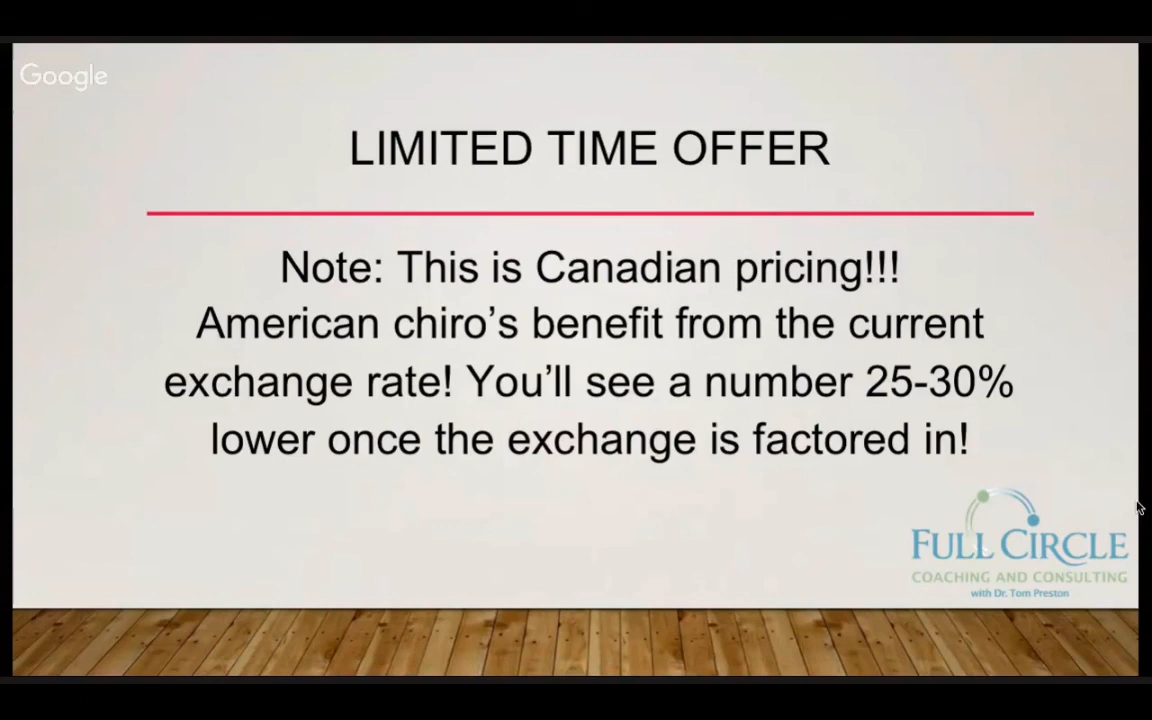 Google
LIMITED TIME OFFER
Note: This is Canadian pricing!!!
American chiro’s benefit from the current
exchange rate! You’ll see a number 25-30%
lower once the exchange is factored in!
FULL CIRCLE
COACHING AND CONSULTING
with Dr. Tom Preston